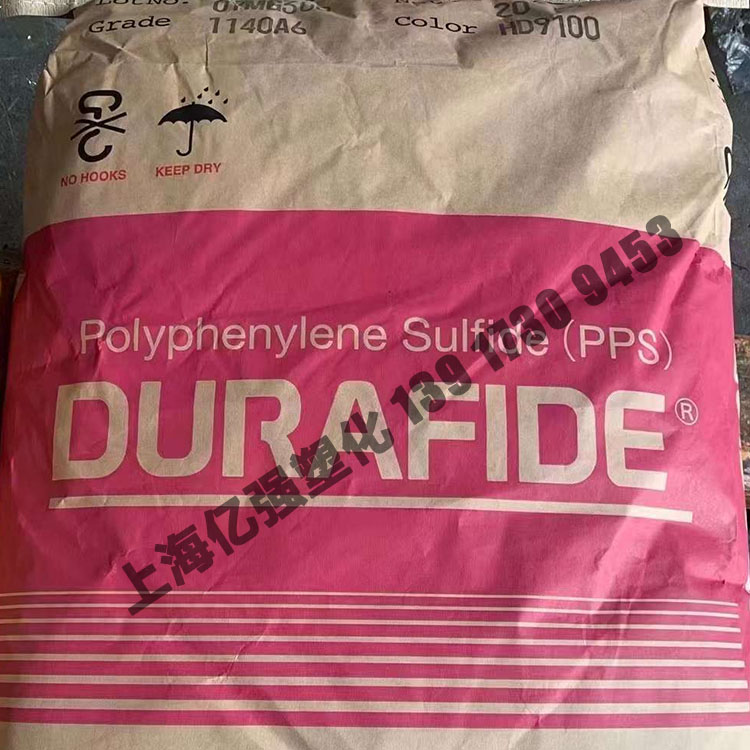 Grade 1140A6 Color HD9100
NO HOOKS
KEEP DRY
Polyphenylene Sulfide (PPS)
DURAFIDE®
上海亿强塑化 139 1730 9453